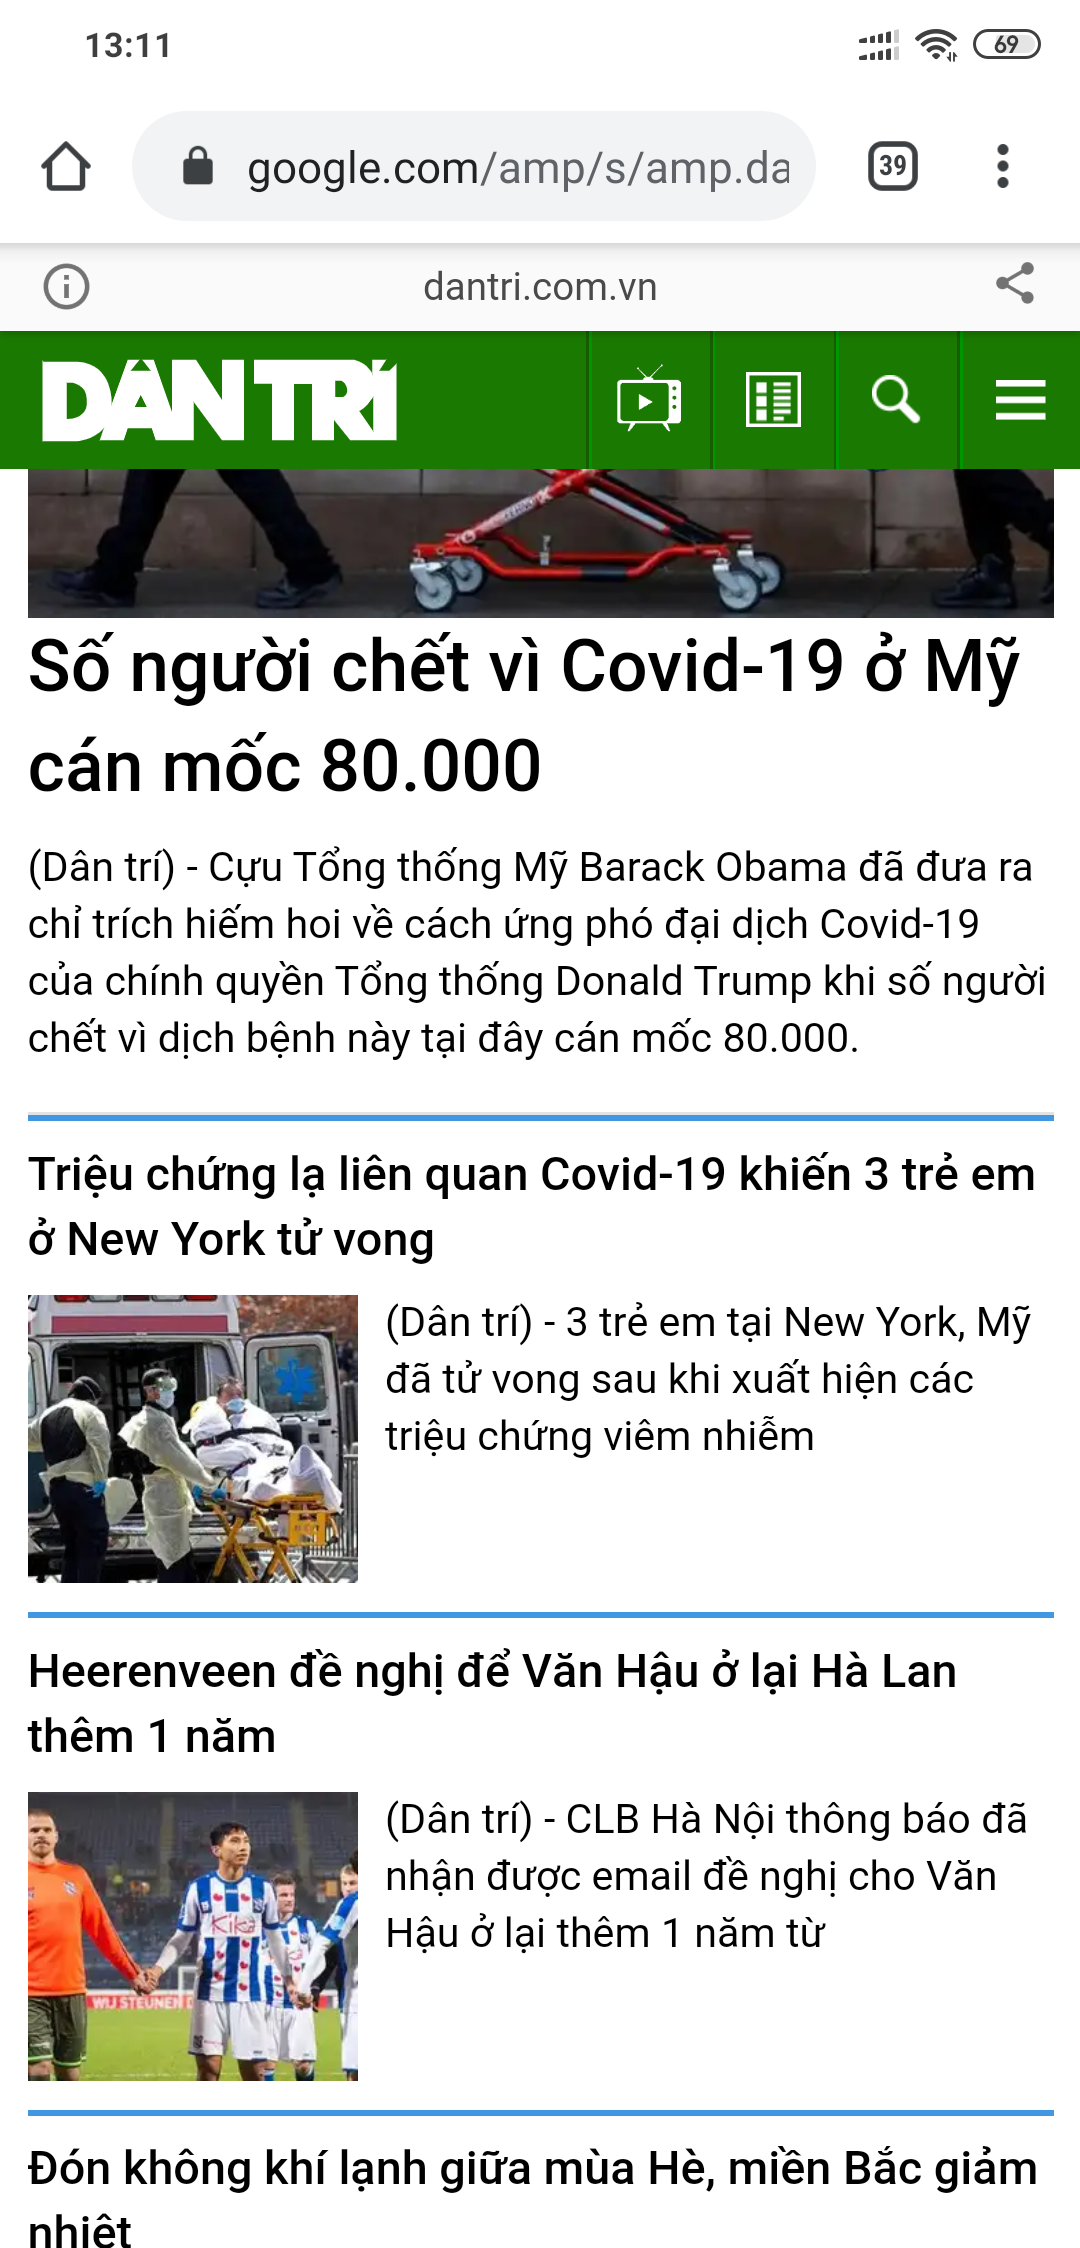 13:11
69
google.com/amp/s/amp.da
39
dantri.com.vn
DÂN TRÍ
Số người chết vì Covid-19 ở Mỹ
cán mốc 80.000
(Dân trí) - Cựu Tổng thống Mỹ Barack Obama đã đưa ra
chỉ trích hiếm hoi về cách ứng phó đại dịch Covid-19
của chính quyền Tổng thống Donald Trump khi số người
chết vì dịch bệnh này tại đây cán mốc 80.000.
Triệu chứng lạ liên quan Covid-19 khiến 3 trẻ em
ở New York tử vong
(Dân trí) - 3 trẻ em tại New York, Mỹ
đã tử vong sau khi xuất hiện các
triệu chứng viêm nhiễm
Heerenveen đề nghị để Văn Hậu ở lại Hà Lan
thêm 1 năm
(Dân trí) - CLB Hà Nội thông báo đã
nhận được email đề nghị cho Văn
Hậu ở lại thêm 1 năm từ
Kika
WIJ STEUNEN D
Đón không khí lạnh giữa mùa Hè, miền Bắc giảm
nhiệt